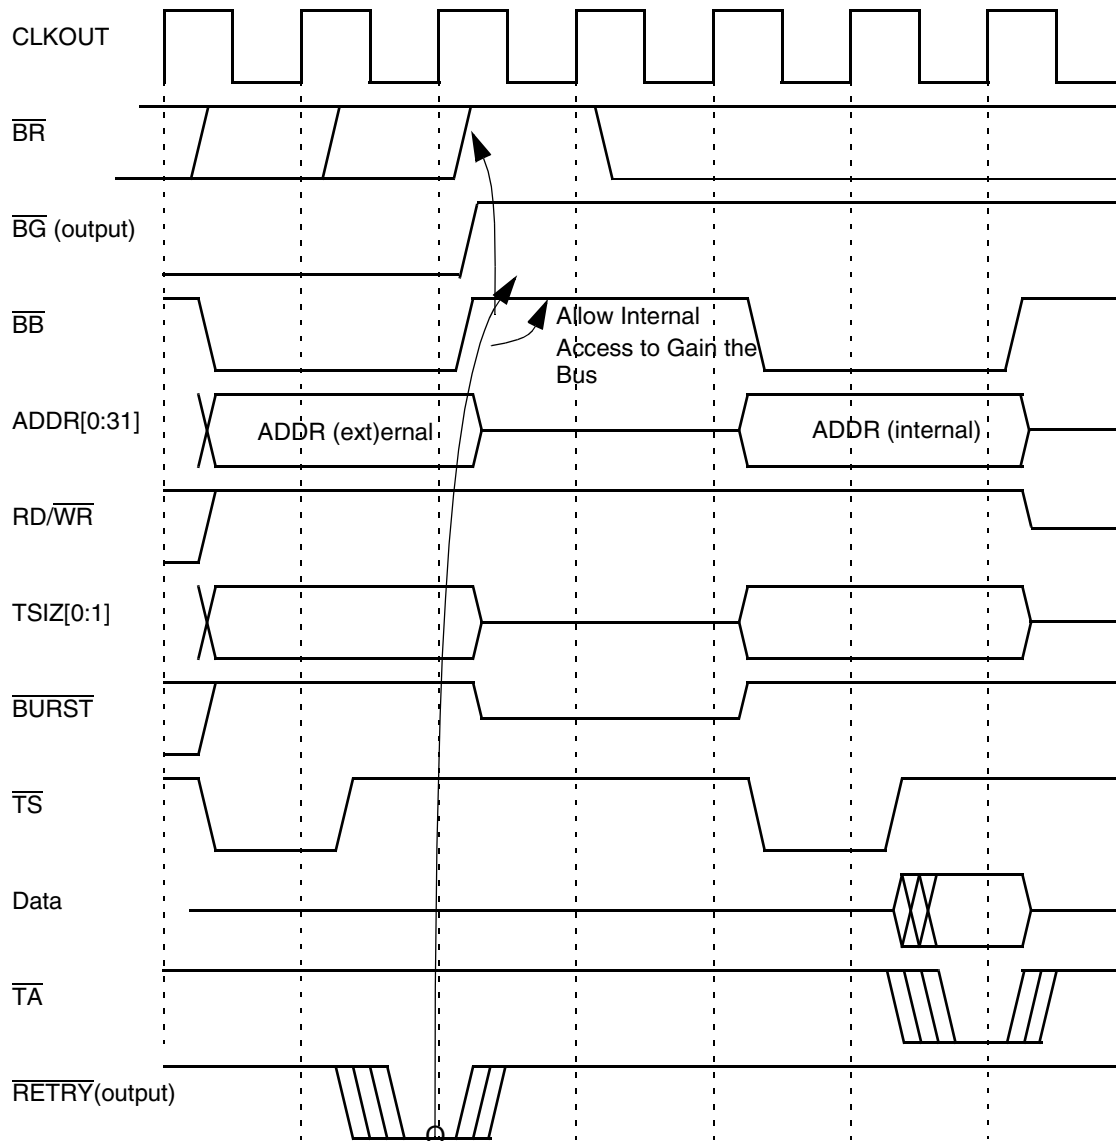 CLKOUT
BR
BG (output)
BB
Allow Internal
Access to Gain the
Bus
ADDR[0:31]
ADDR (ext)ernal
ADDR (internal)
RD/WR
TSIZ[0:1]
BURST
TS
Data
TA
RETRY(output)